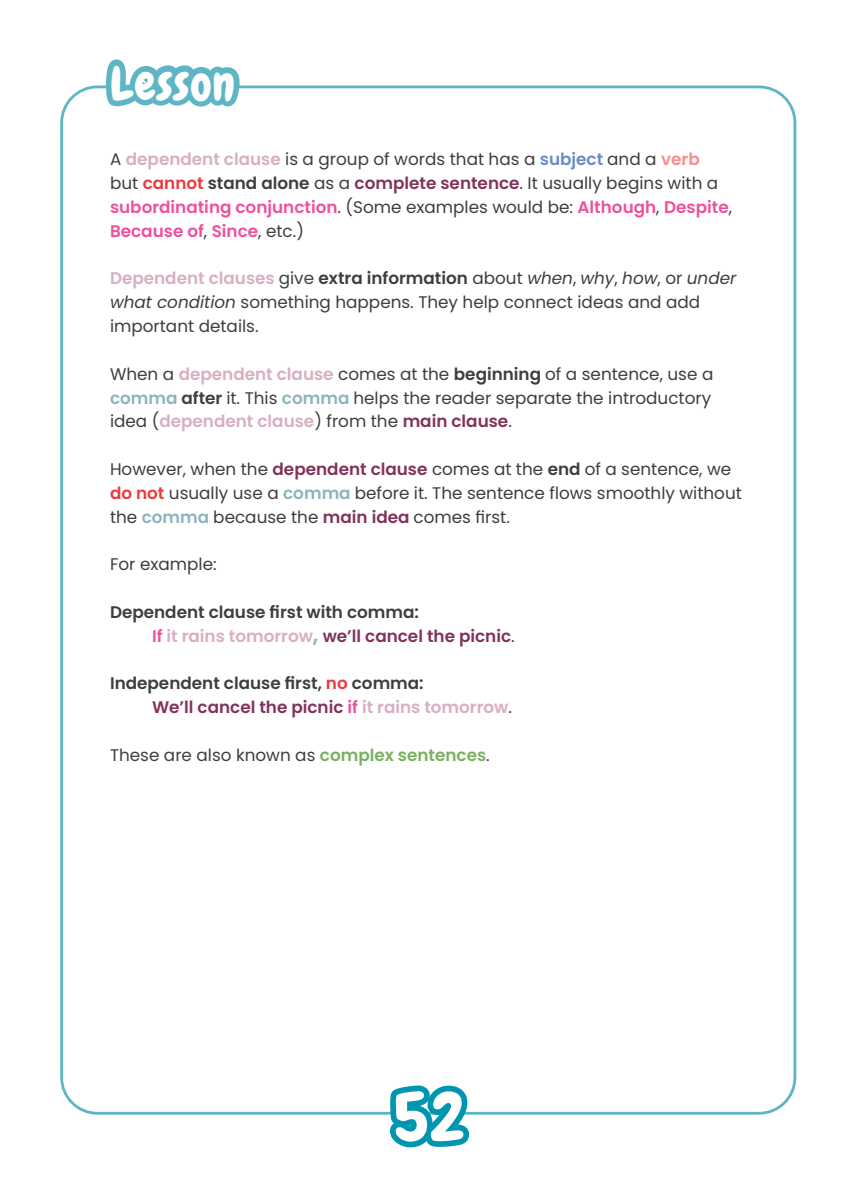 Lesson
A dependent clause is a group of words that has a subject and a verb
but cannot stand alone as a complete sentence. It usually begins with a
subordinating conjunction. (Some examples would be: Although, Despite,
Because of, Since, etc.)
Dependent clauses give extra information about when, why, how, or under
what condition something happens. They help connect ideas and add
important details.
When a dependent clause comes at the beginning of a sentence, use a
comma after it. This comma helps the reader separate the introductory
idea (dependent clause) from the main clause.
However, when the dependent clause comes at the end of a sentence, we
do not usually use a comma before it. The sentence flows smoothly without
the comma because the main idea comes first.
For example:
Dependent clause first with comma:
If it rains tomorrow, we’ll cancel the picnic.
Independent clause first, no comma:
We’ll cancel the picnic if it rains tomorrow.
These are also known as complex sentences.
52